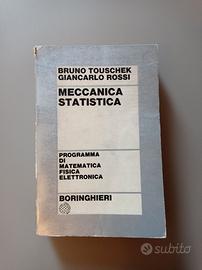 BRUNO TOUSCHEK
GIANCARLO ROSSI
MECCANICA
STATISTICA
PROGRAMMA
DI
MATEMATICA
FISICA
ELETTRONICA
BORINGHIERI
subito